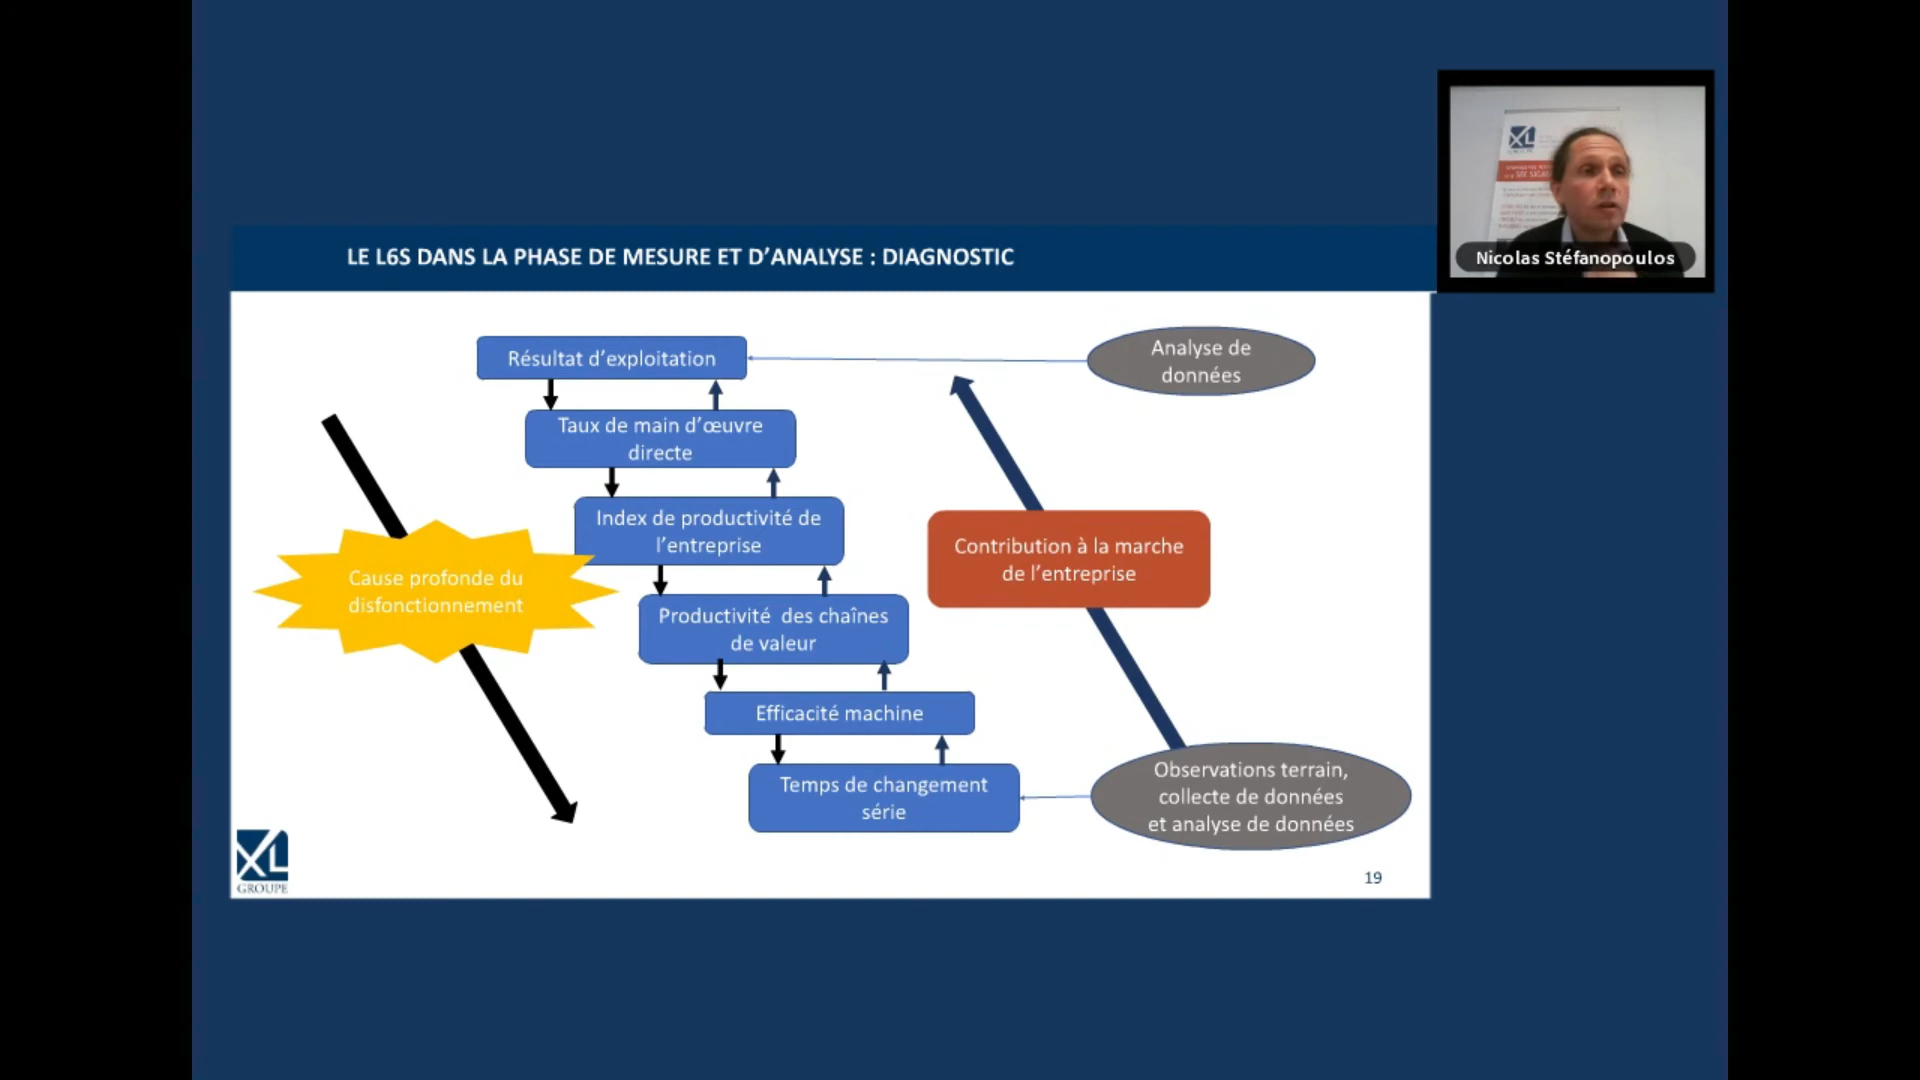 LE L6S DANS LA PHASE DE MESURE ET D'ANALYSE : DIAGNOSTIC
XL
Nicolas Stéfanopoulos
Résultat d'exploitation
Analyse de
données
Taux de main d'œuvre
directe
Index de productivité de
l'entreprise
Contribution à la marche
de l'entreprise
Cause profonde du
disfonctionnement
Productivité des chaînes
de valeur
Efficacité machine
Temps de changement
série
Observations terrain,
collecte de données
et analyse de données
XL
GROUPE
19